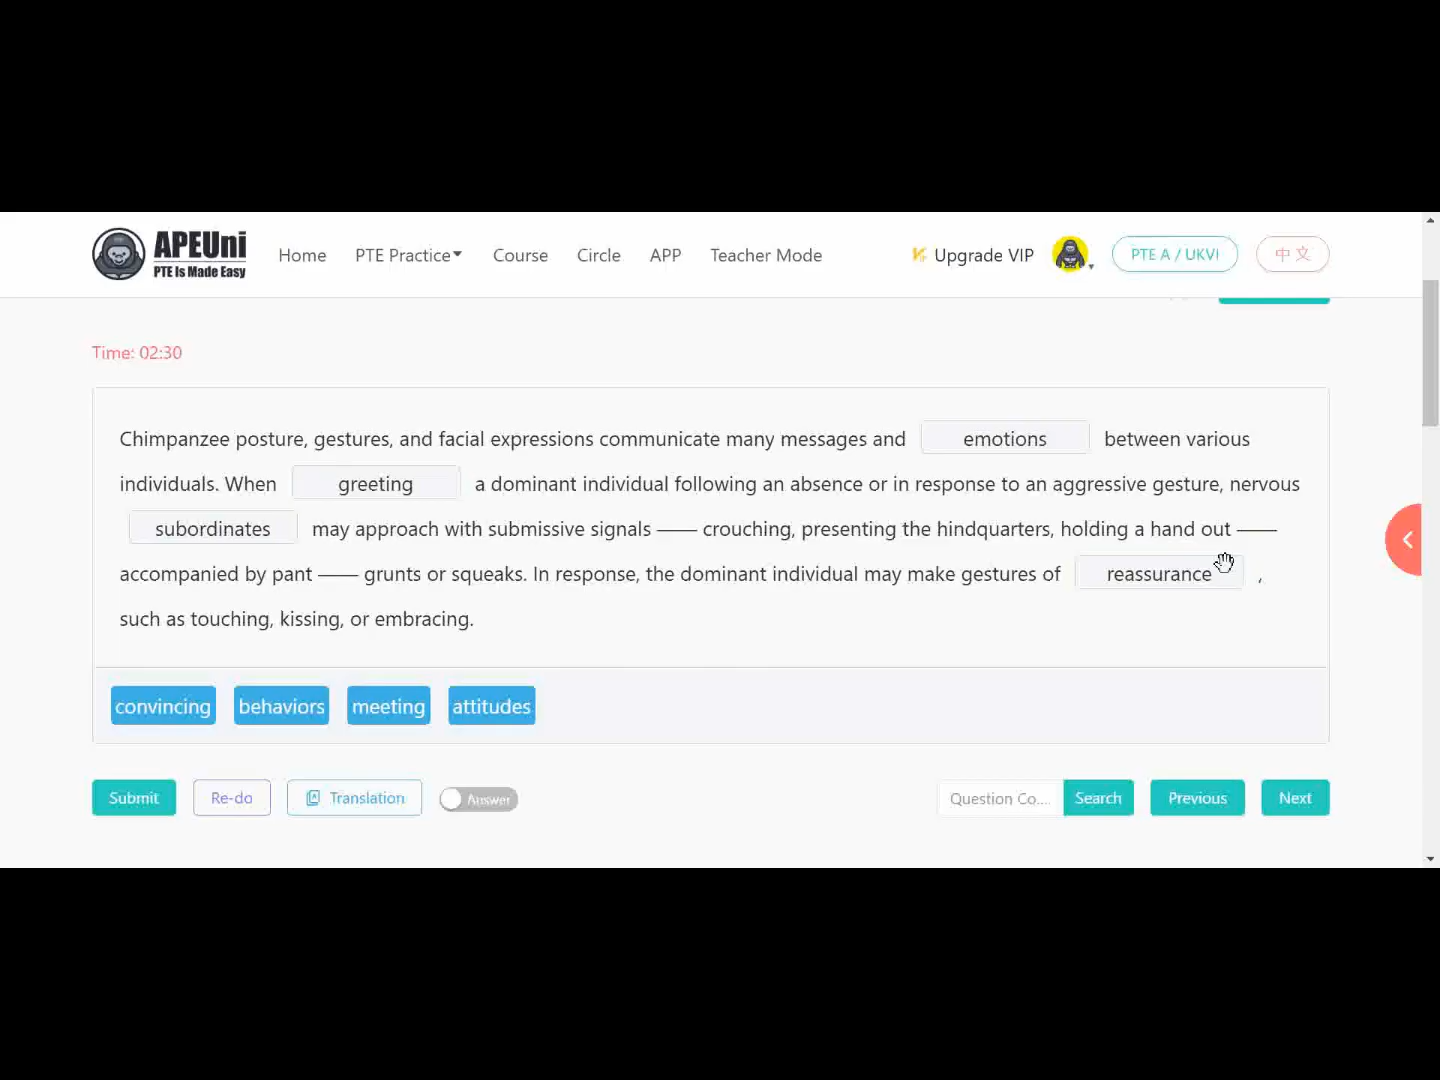 APEUni
PTE Is Made Easy
Home PTE Practice Course Circle APP Teacher Mode Upgrade VIP PTE A / UKVI 中文
Time: 02:30
Chimpanzee posture, gestures, and facial expressions communicate many messages and emotions between various
individuals. When greeting a dominant individual following an absence or in response to an aggressive gesture, nervous
subordinates may approach with submissive signals —— crouching, presenting the hindquarters, holding a hand out ——
accompanied by pant —— grunts or squeaks. In response, the dominant individual may make gestures of reassurance ,
such as touching, kissing, or embracing.
convincing behaviors meeting attitudes
Submit Re-do Translation Answer Question Co.... Search Previous Next